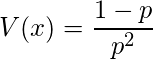 V(x) = \frac{1-p}{p^2}